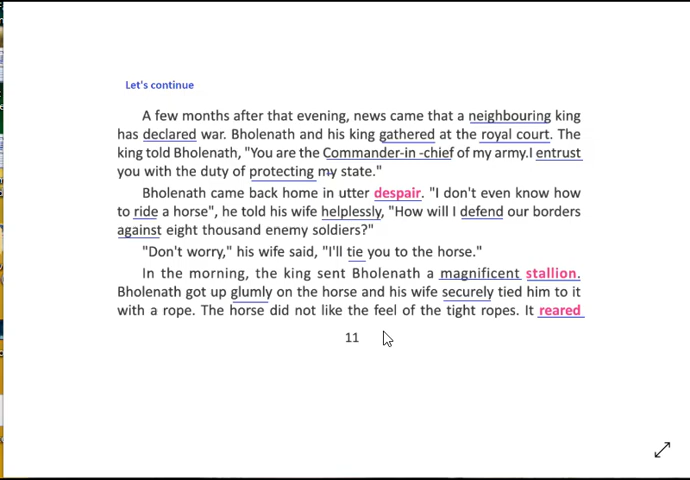 Let's continue
A few months after that evening, news came that a neighbouring king
has declared war. Bholenath and his king gathered at the royal court. The
king told Bholenath, "You are the Commander-in -chief of my army.I entrust
you with the duty of protecting my state."
Bholenath came back home in utter despair. "I don't even know how
to ride a horse", he told his wife helplessly, "How will I defend our borders
against eight thousand enemy soldiers?"
"Don't worry," his wife said, "I'll tie you to the horse."
In the morning, the king sent Bholenath a magnificent stallion.
Bholenath got up glumly on the horse and his wife securely tied him to it
with a rope. The horse did not like the feel of the tight ropes. It reared
11